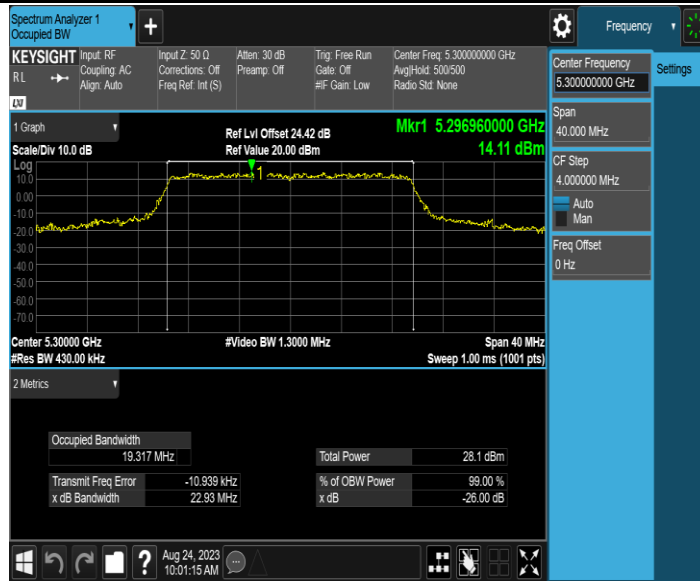 Spectrum Analyzer 1
Occupied BW
+
Frequency
KEYSIGHT
RL
LXI
Input: RF
Coupling: AC
Align: Auto
Input Z: 50 Ω
Corrections: Off
Freq Ref: Int (S)
Atten: 30 dB
Preamp: Off
Trig: Free Run
Gate: Off
#IF Gain: Low
Center Freq: 5.300000000 GHz
Avg|Hold: 500/500
Radio Std: None
Center Frequency
5.300000000 GHz
Settings
Span
40.000 MHz
CF Step
4.000000 MHz
Auto
Man
Freq Offset
0 Hz
1 Graph
Ref Lvl Offset 24.42 dB
Mkr1 5.296960000 GHz
Scale/Div 10.0 dB
Ref Value 20.00 dBm
14.11 dBm
Log
10.0
0.00
-10.0
-20.0
-30.0
-40.0
-50.0
-60.0
-70.0
1
Center 5.30000 GHz
#Video BW 1.3000 MHz
Span 40 MHz
#Res BW 430.00 kHz
Sweep 1.00 ms (1001 pts)
2 Metrics
Occupied Bandwidth
19.317 MHz
Total Power 28.1 dBm
Transmit Freq Error -10.939 kHz
% of OBW Power 99.00 %
x dB Bandwidth 22.93 MHz
x dB -26.00 dB
?
Aug 24, 2023
10:01:15 AM